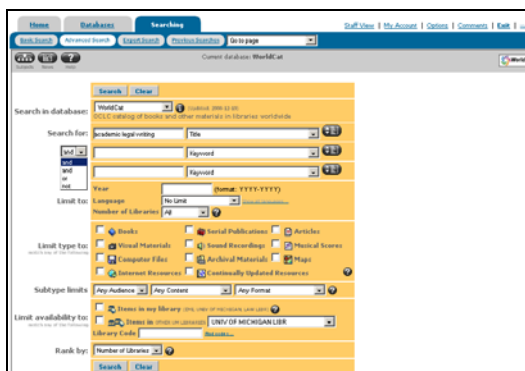 Home Databases Searching Staff View | My Account | Options | Comments | Exit |
Basic Search Advanced Search Expert Search Previous Searches Go to page
Current database: WorldCat
Search Clear
Search in database: WorldCat
OCLC catalog of books and other materials in libraries worldwide
Search for: academic legal writing Title
and Keyword
and
and
or
not
Keyword
Year (format: YYYY-YYYY)
Limit to: Language No Limit
Number of Libraries All
Books Serial Publications Articles
Limit type to: Visual Materials Sound Recordings Musical Scores
Computer Files Archival Materials Maps
Internet Resources Continually Updated Resources
Subtype limits Any Audience Any Content Any Format
Items in my library
Limit availability to: Items in UNIV OF MICHIGAN LIBR
Library Code
Rank by: Number of Libraries
Search Clear